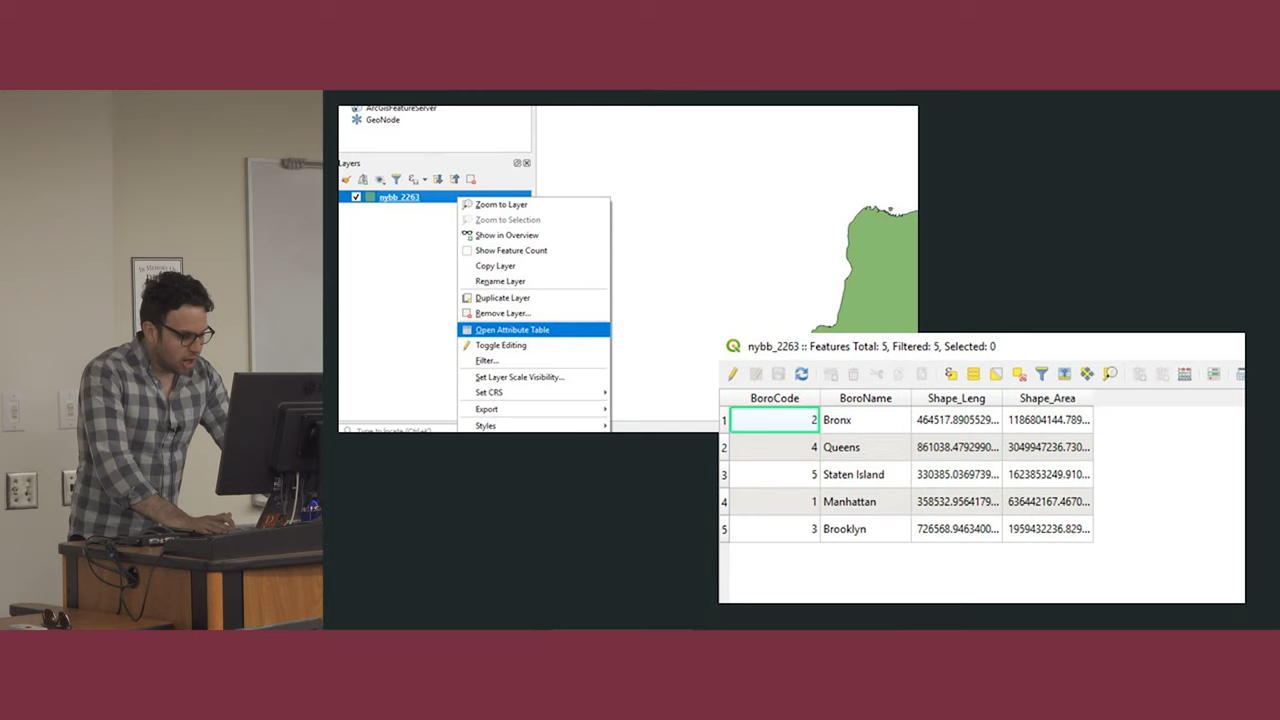 ArcGisFeatureServer
GeoNode
Layers
nybb_2263
Zoom to Layer
Zoom to Selection
Show in Overview
Show Feature Count
Copy Layer
Rename Layer
Duplicate Layer
Remove Layer...
Open Attribute Table
Toggle Editing
Filter...
Set Layer Scale Visibility...
Set CRS
Export
Styles
Type to locate (Ctrl+K)
nybb_2263 :: Features Total: 5, Filtered: 5, Selected: 0
BoroCode BoroName Shape_Leng Shape_Area
1 2 Bronx 464517.8905529... 1186804144.789...
2 4 Queens 861038.4792990... 3049947236.730...
3 5 Staten Island 330385.0369739... 1623853249.910...
4 1 Manhattan 358532.9564179... 636442167.4670...
5 3 Brooklyn 726568.9463400... 1959432236.829...